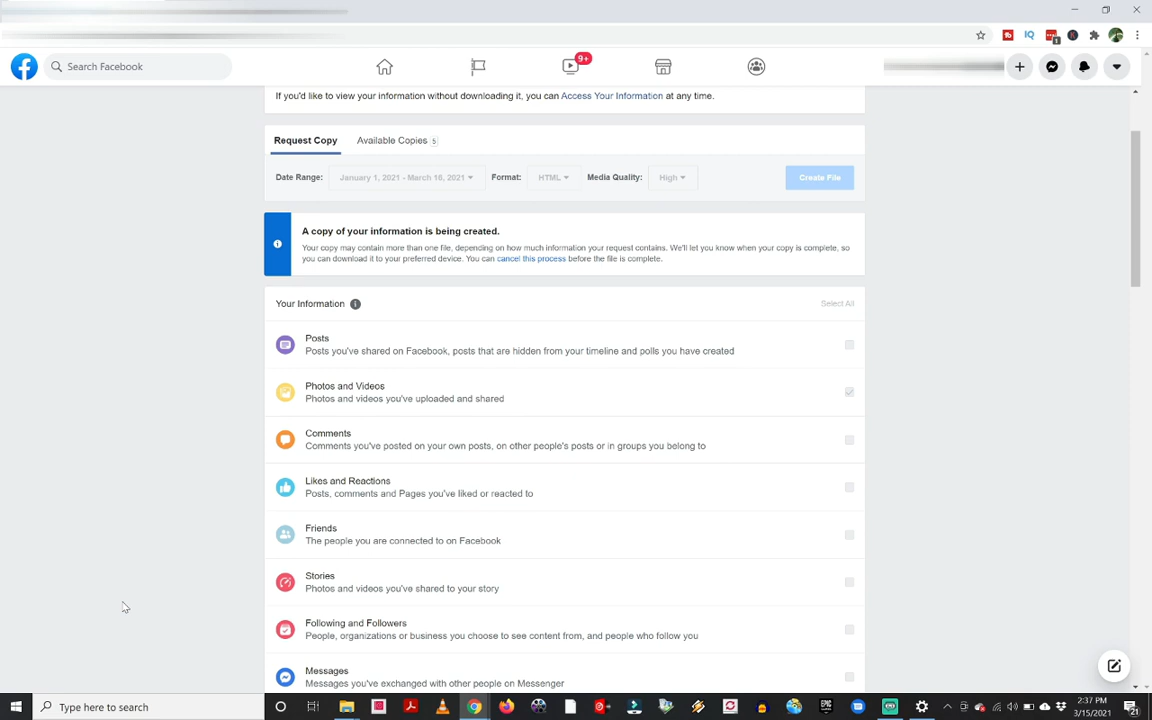 Search Facebook
9+
If you'd like to view your information without downloading it, you can Access Your Information at any time.
Request Copy
Available Copies 5
Date Range: January 1, 2021 - March 16, 2021 Format: HTML Media Quality: High Create File
A copy of your information is being created.
Your copy may contain more than one file, depending on how much information your request contains. We'll let you know when your copy is complete, so
you can download it to your preferred device. You can cancel this process before the file is complete.
Your Information
Select All
Posts
Posts you've shared on Facebook, posts that are hidden from your timeline and polls you have created
Photos and Videos
Photos and videos you've uploaded and shared
Comments
Comments you've posted on your own posts, on other people's posts or in groups you belong to
Likes and Reactions
Posts, comments and Pages you've liked or reacted to
Friends
The people you are connected to on Facebook
Stories
Photos and videos you've shared to your story
Following and Followers
People, organizations or business you choose to see content from, and people who follow you
Messages
Messages you've exchanged with other people on Messenger
Type here to search
2:37 PM
3/15/2021
21